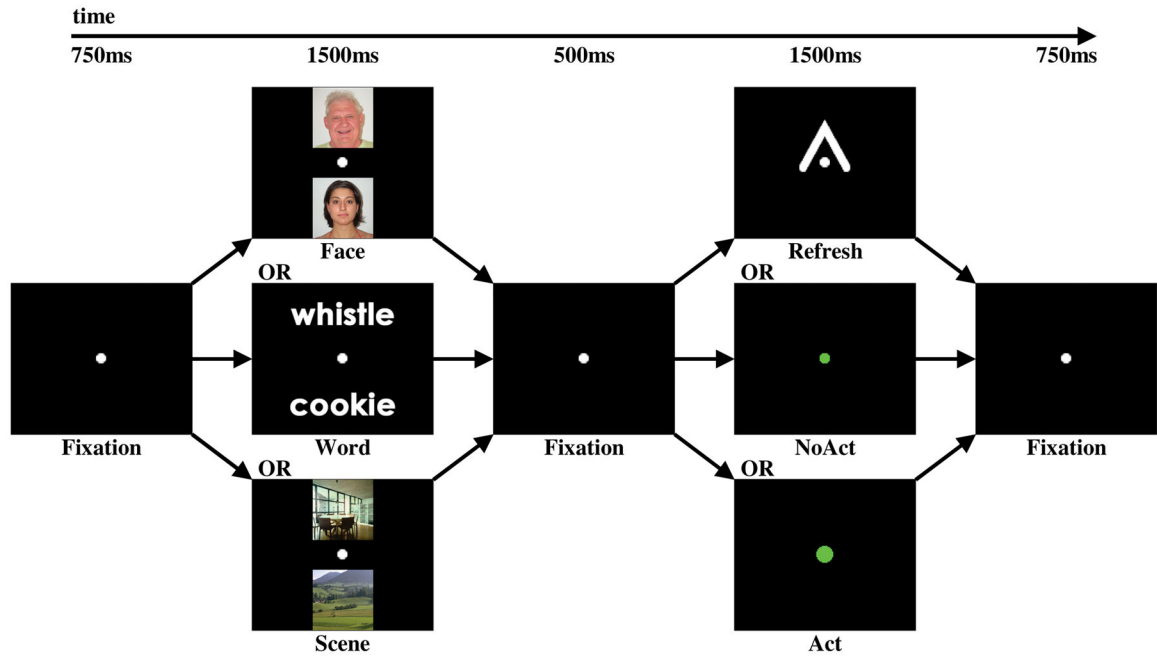 time
750ms 1500ms 500ms 1500ms 750ms
Face Refresh
OR OR
whistle
cookie
Fixation Word Fixation NoAct Fixation
OR OR
Scene Act